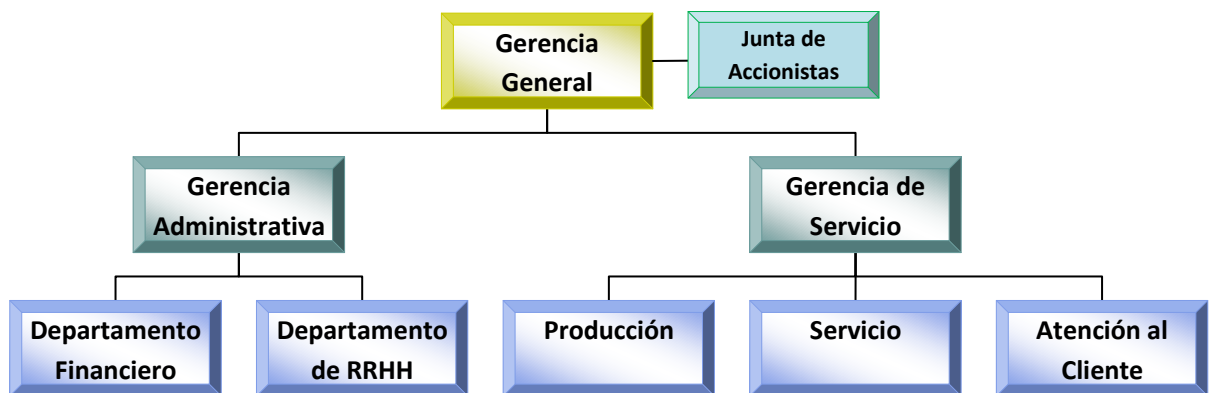 Gerencia
General
Junta de
Accionistas
Gerencia
Administrativa
Gerencia de
Servicio
Departamento
Financiero
Departamento
de RRHH
Producción
Servicio
Atención al
Cliente